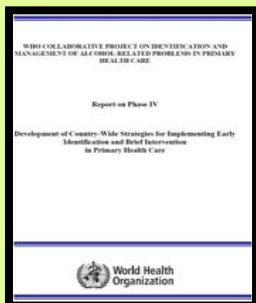 WHO COLLABORATIVE PROJECT ON IDENTIFICATION AND
MANAGEMENT OF ALCOHOL-RELATED PROBLEMS IN PRIMARY
HEALTH CARE
Report on Phase IV
Development of Country-Wide Strategies for Implementing Early
Identification and Brief Intervention
in Primary Health Care
World Health
Organization